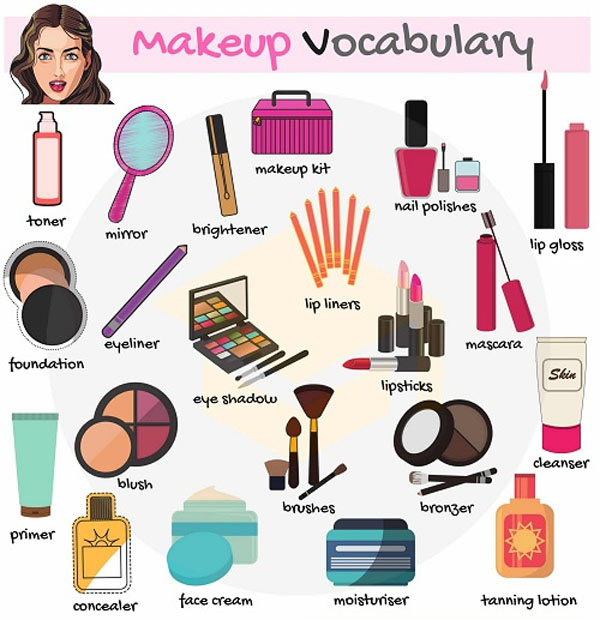 Makeup Vocabulary
toner
mirror
brightener
makeup kit
nail polishes
lip gloss
foundation
eyeliner
eye shadow
lip liners
lipsticks
mascara
Skin
cleanser
primer
blush
brushes
bronzer
concealer
face cream
moisturiser
tanning lotion